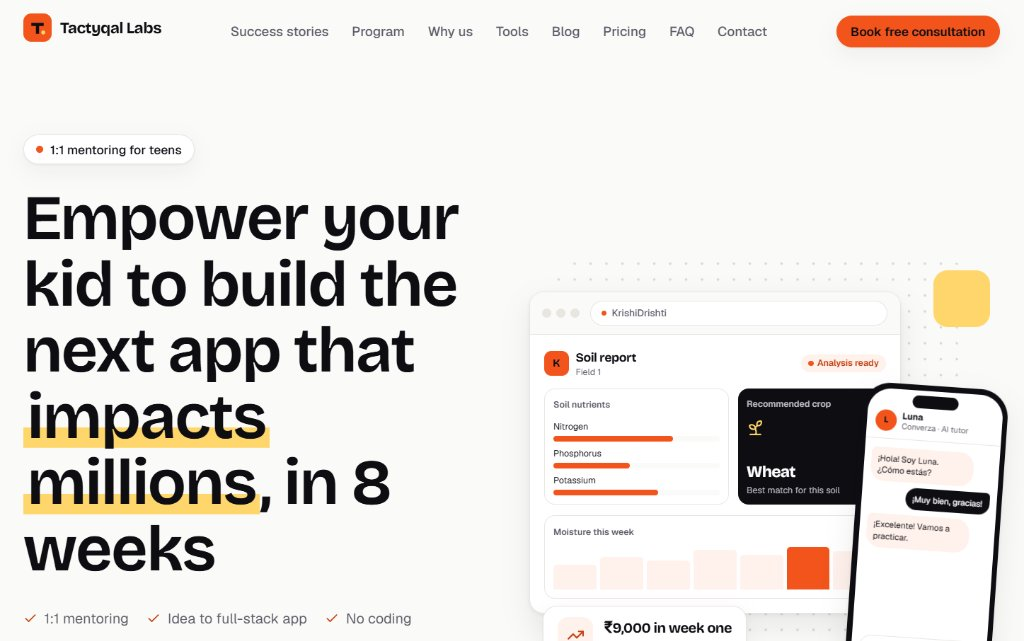 T.
Tactyqal Labs
Success stories
Program
Why us
Tools
Blog
Pricing
FAQ
Contact
Book free consultation
1:1 mentoring for teens
Empower your
kid to build the
next app that
impacts
millions, in 8
weeks
1:1 mentoring
Idea to full-stack app
No coding
KrishiDrishti
K
Soil report
Field 1
Analysis ready
Soil nutrients
Nitrogen
Phosphorus
Potassium
Recommended crop
Wheat
Best match for this soil
Moisture this week
₹9,000 in week one
L
Luna
Converza · AI tutor
¡Hola! Soy Luna.
¿Cómo estás?
¡Muy bien, gracias!
¡Excelente! Vamos a
practicar.